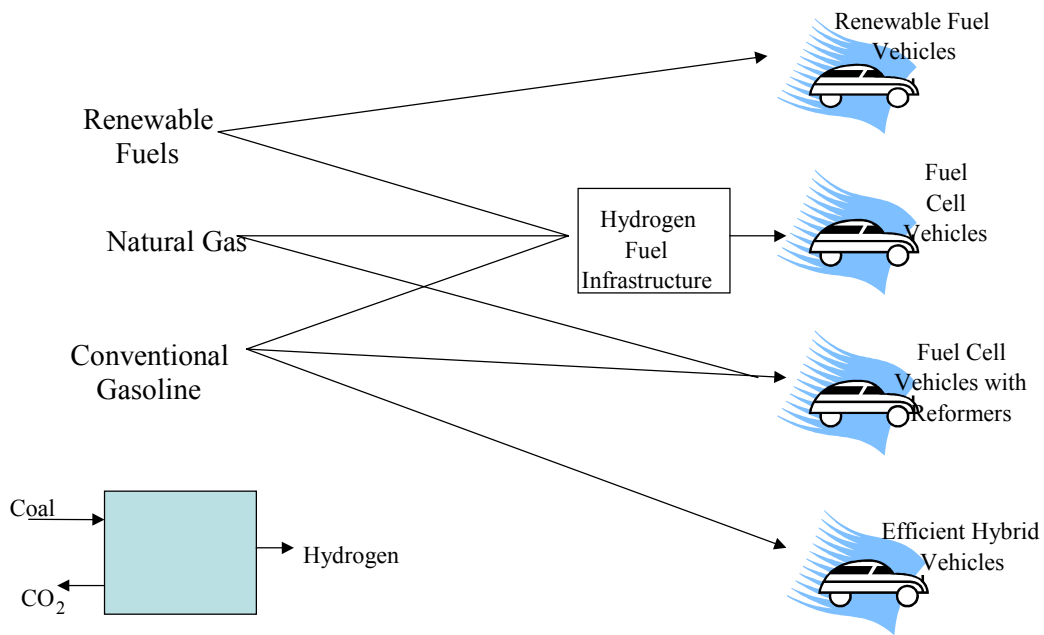 Renewable Fuel
Vehicles
Renewable
Fuels
Fuel
Cell
Vehicles
Hydrogen
Fuel
Infrastructure
Natural Gas
Conventional
Gasoline
Fuel Cell
Vehicles with
Reformers
Coal
Hydrogen
CO₂
Efficient Hybrid
Vehicles